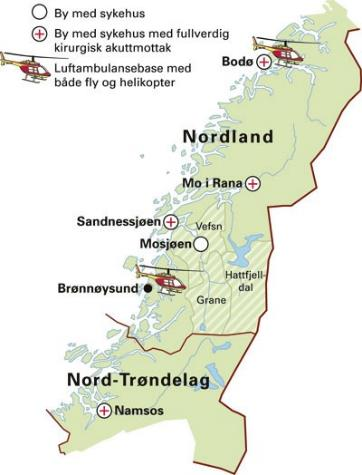 By med sykehus
By med sykehus med fullverdig
kirurgisk akuttmottak
Luftambulansebase med
både fly og helikopter
Bodø
Nordland
Mo i Rana
Sandnessjøen
Vefsn
Mosjøen
Hattfjell-
dal
Brønnøysund
Grane
Nord-Trøndelag
Namsos